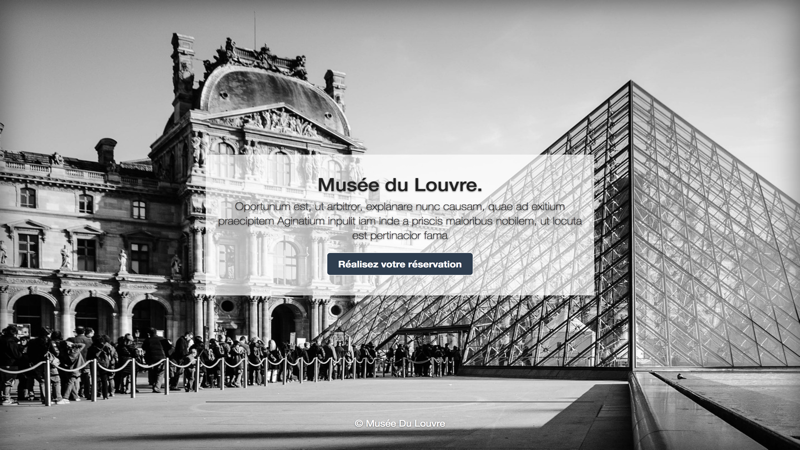 Musée du Louvre.
Oportunum est, ut arbitror, explanare nunc causam, quae ad exitium
praecipitem Aginatium inpulit iam inde a priscis maioribus nobilem, ut locuta
est pertinacior fama
Réalisez votre réservation
© Musée Du Louvre